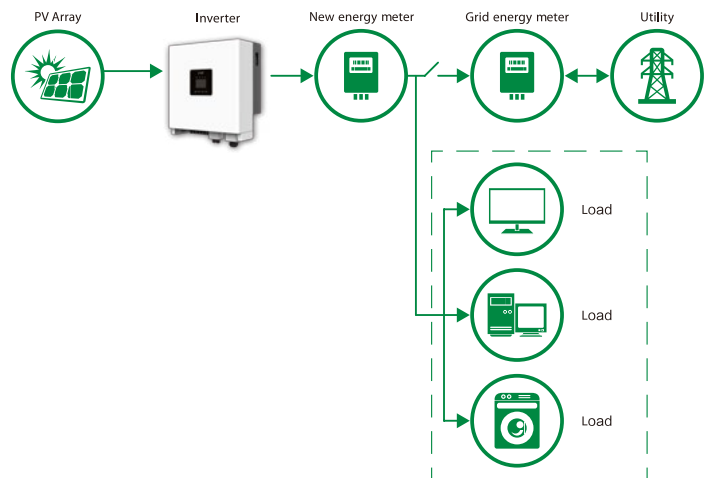 PV Array
Inverter
New energy meter
Grid energy meter
Utility
Load
Load
Load